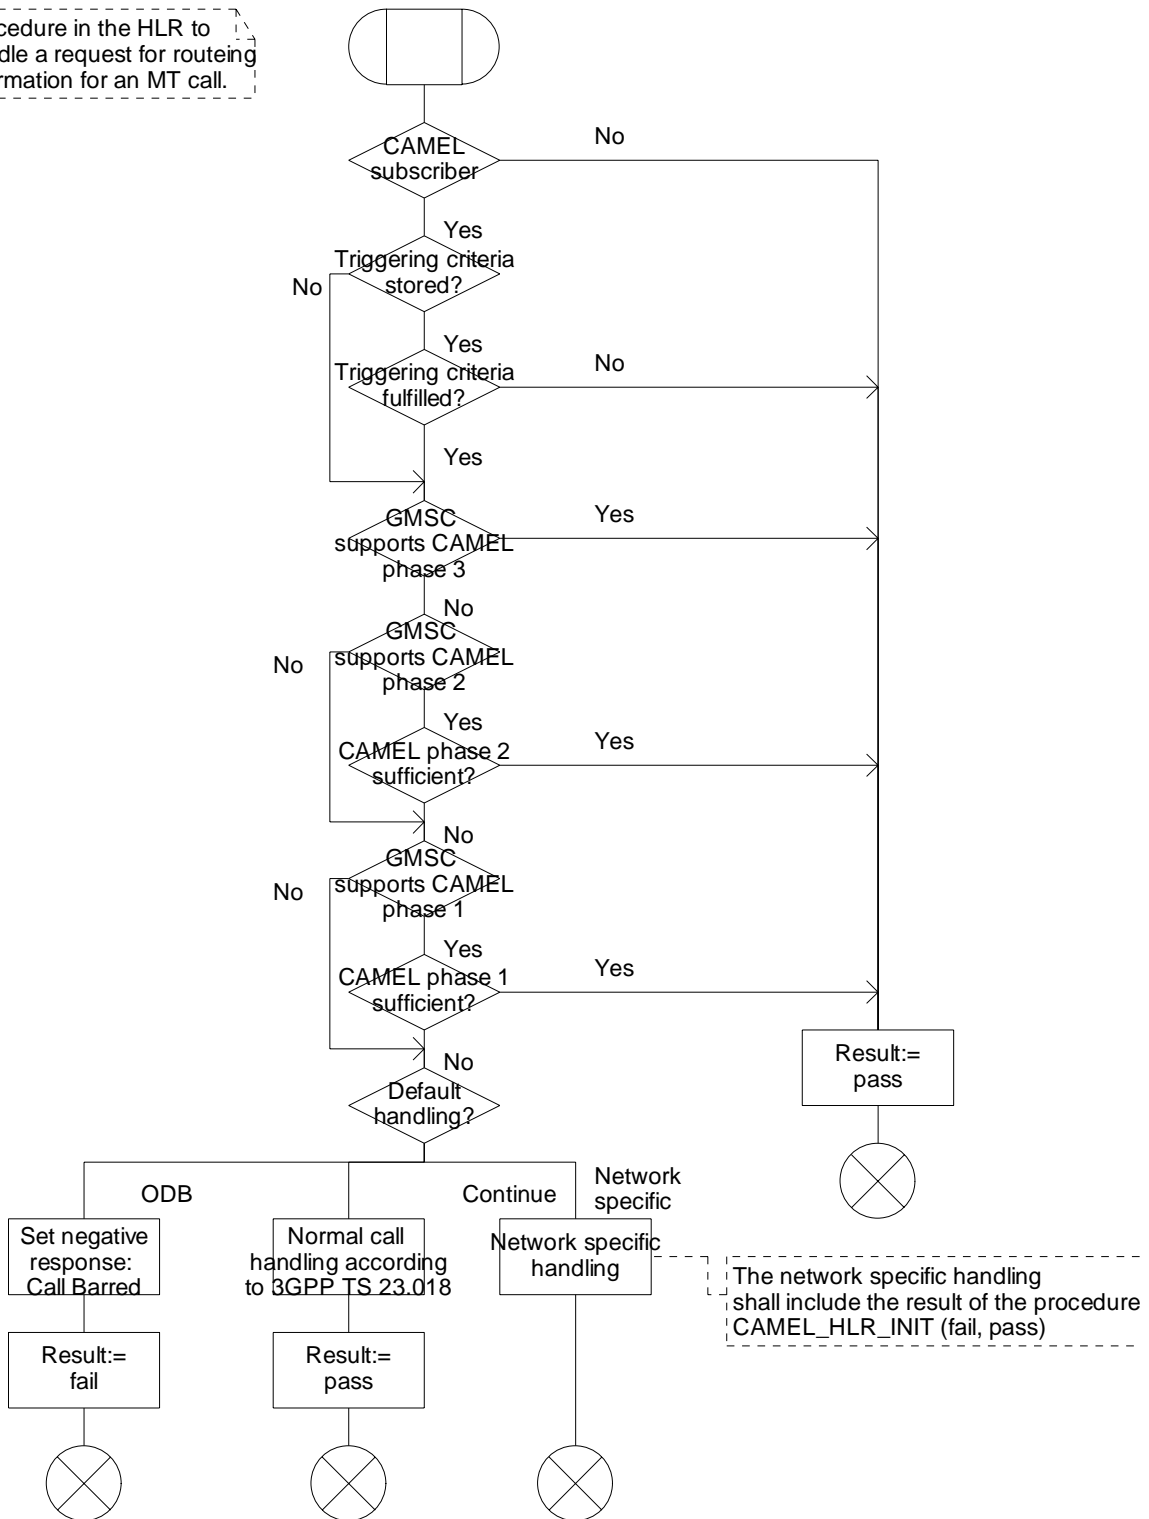 cedure in the HLR to
dle a request for routeing
rmation for an MT call.
CAMEL
subscriber
No
Yes
Triggering criteria
stored?
No
Yes
Triggering criteria
fulfilled?
No
Yes
GMSC
supports CAMEL
phase 3
Yes
No
GMSC
supports CAMEL
phase 2
No
Yes
CAMEL phase 2
sufficient?
Yes
No
GMSC
supports CAMEL
phase 1
No
Yes
CAMEL phase 1
sufficient?
Yes
No
Default
handling?
Result:=
pass
ODB
Continue
Network
specific
Set negative
response:
Call Barred
Normal call
handling according
to 3GPP TS 23.018
Network specific
handling
The network specific handling
shall include the result of the procedure
CAMEL_HLR_INIT (fail, pass)
Result:=
fail
Result:=
pass